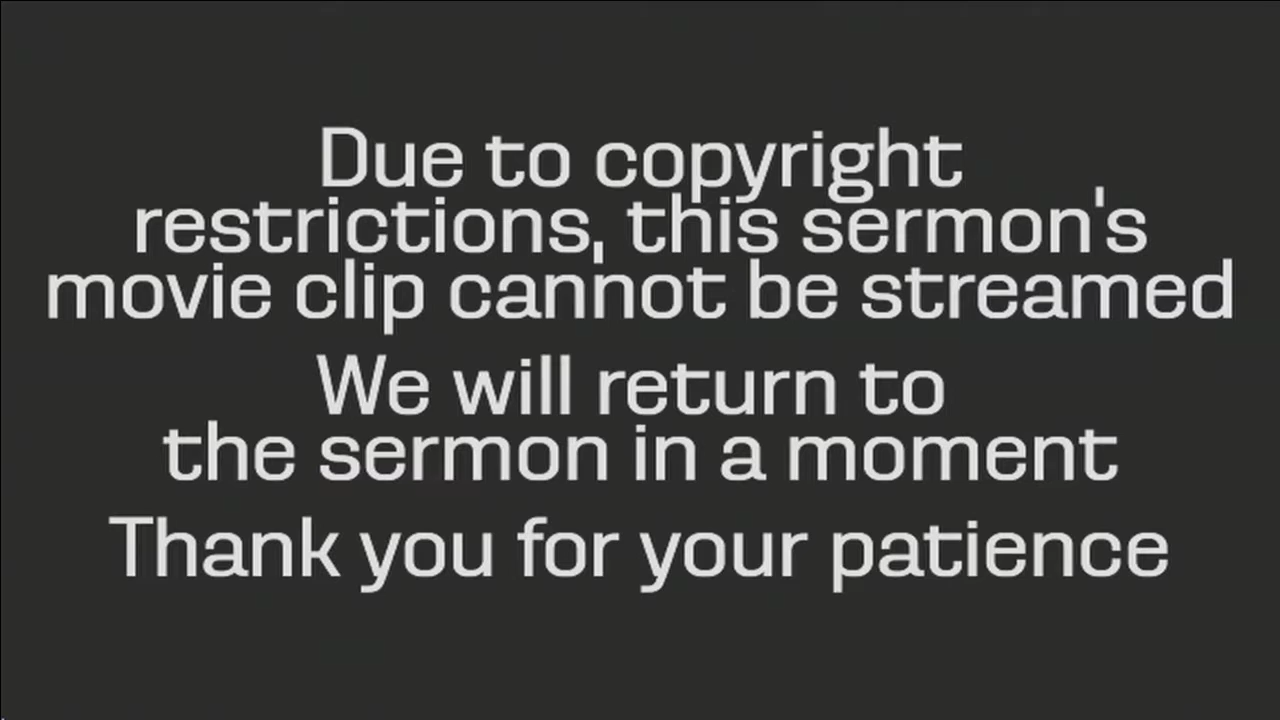 Due to copyright
restrictions, this sermon's
movie clip cannot be streamed
We will return to
the sermon in a moment
Thank you for your patience